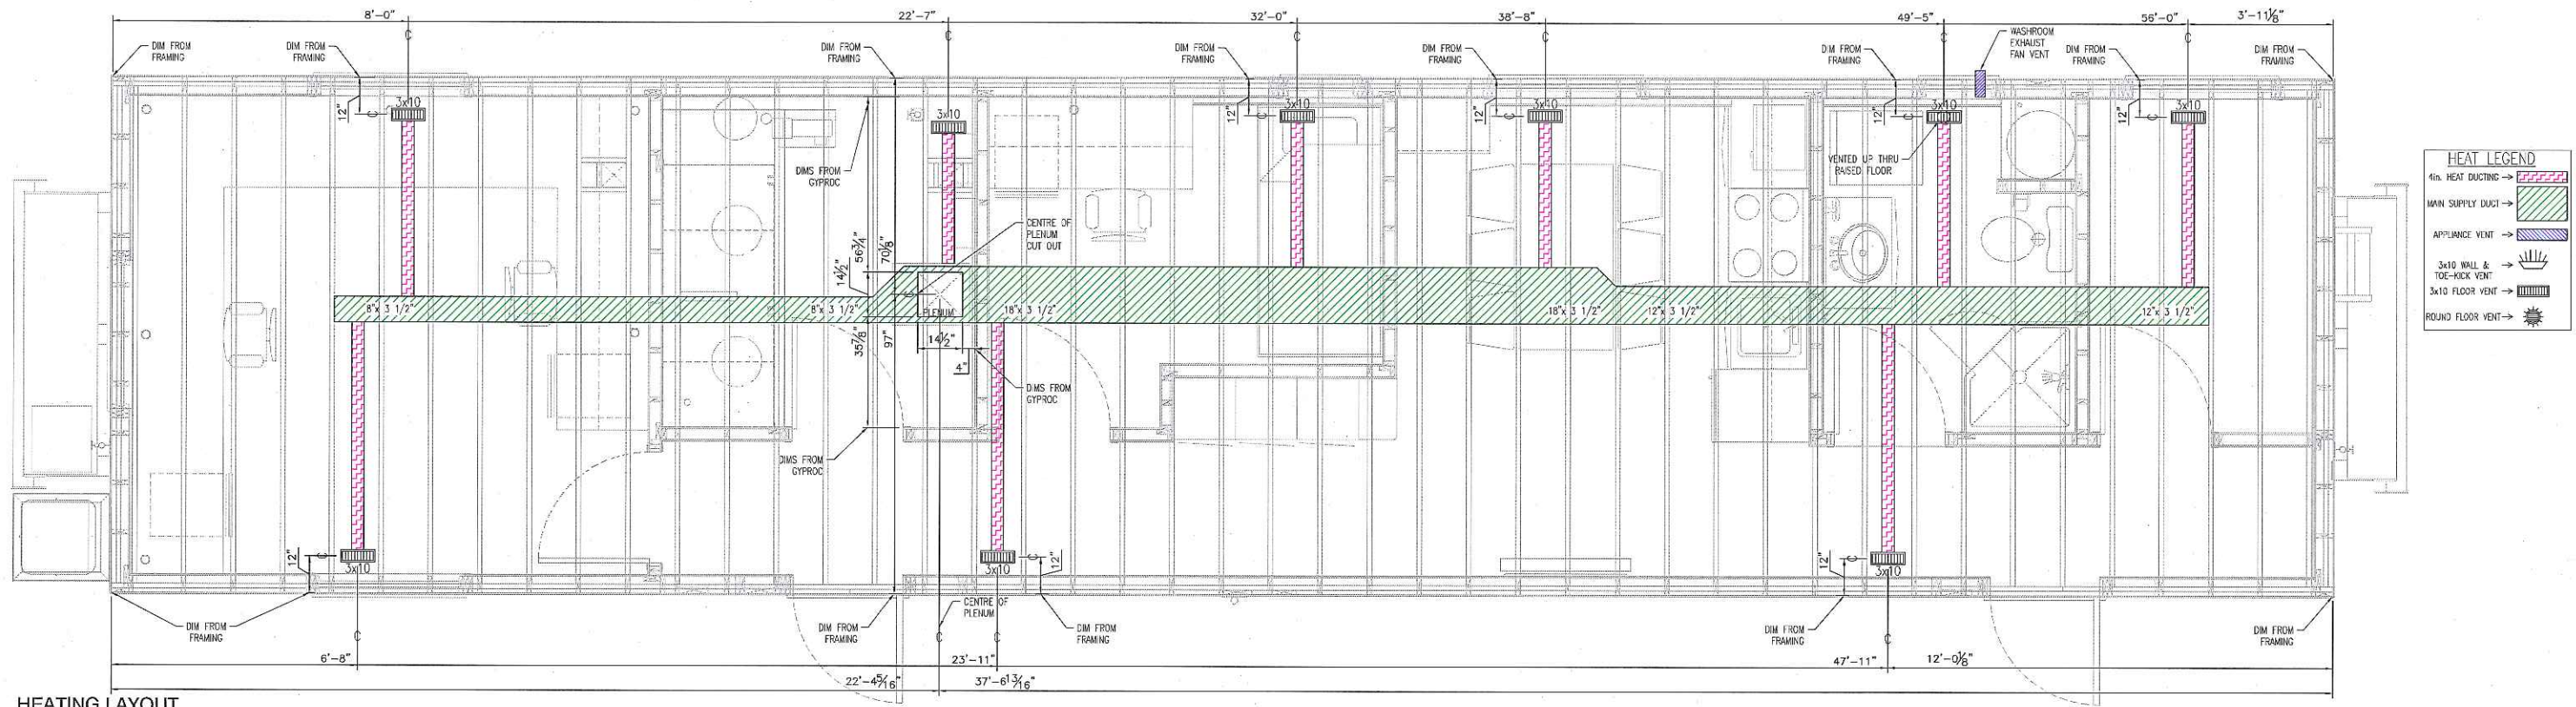 8'-0"
22'-7"
32'-0"
38'-8"
49'-5"
56'-0"
3'-11⅛"
DIM FROM
FRAMING
DIM FROM
FRAMING
DIM FROM
FRAMING
DIM FROM
FRAMING
DIM FROM
FRAMING
DIM FROM
FRAMING
WASHROOM
EXHAUST
FAN VENT
DIM FROM
FRAMING
DIM FROM
FRAMING
12"
3x10
3x10
12"
3x10
12"
3x10
12"
3x10
12"
3x10
DIMS FROM
GYPROC
VENTED UP THRU
RAISED FLOOR
CENTRE OF
PLENUM
CUT OUT
56¾"
70⅛"
14½"
8"x 3 1/2"
8"x 3 1/2"
PLENUM
18"x 3 1/2"
18"x 3 1/2"
12"x 3 1/2"
12"x 3 1/2"
35⅞"
97"
14½"
4"
DIMS FROM
GYPROC
DIMS FROM
GYPROC
12"
3x10
3x10
12"
12"
3x10
DIM FROM
FRAMING
DIM FROM
FRAMING
CENTRE OF
PLENUM
DIM FROM
FRAMING
DIM FROM
FRAMING
DIM FROM
FRAMING
6'-8"
23'-11"
47'-11"
12'-0⅛"
22'-4 5/16"
37'-6 13/16"
HEATING LAYOUT
HEAT LEGEND
4in. HEAT DUCTING
MAIN SUPPLY DUCT
APPLIANCE VENT
3x10 WALL &
TOE-KICK VENT
3x10 FLOOR VENT
ROUND FLOOR VENT